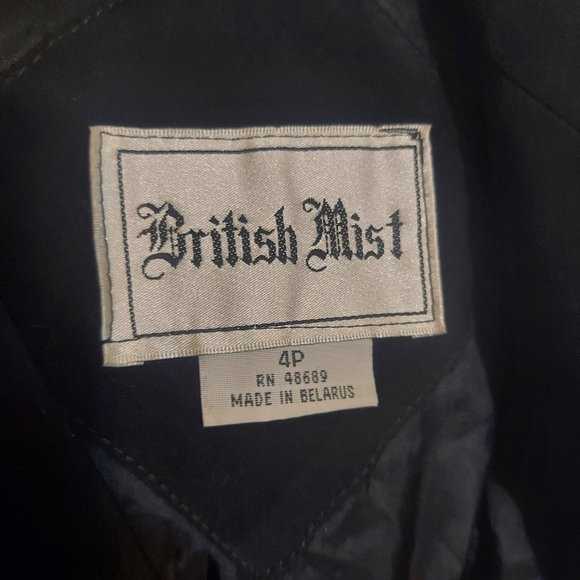 British Mist
4P
RN 48689
MADE IN BELARUS